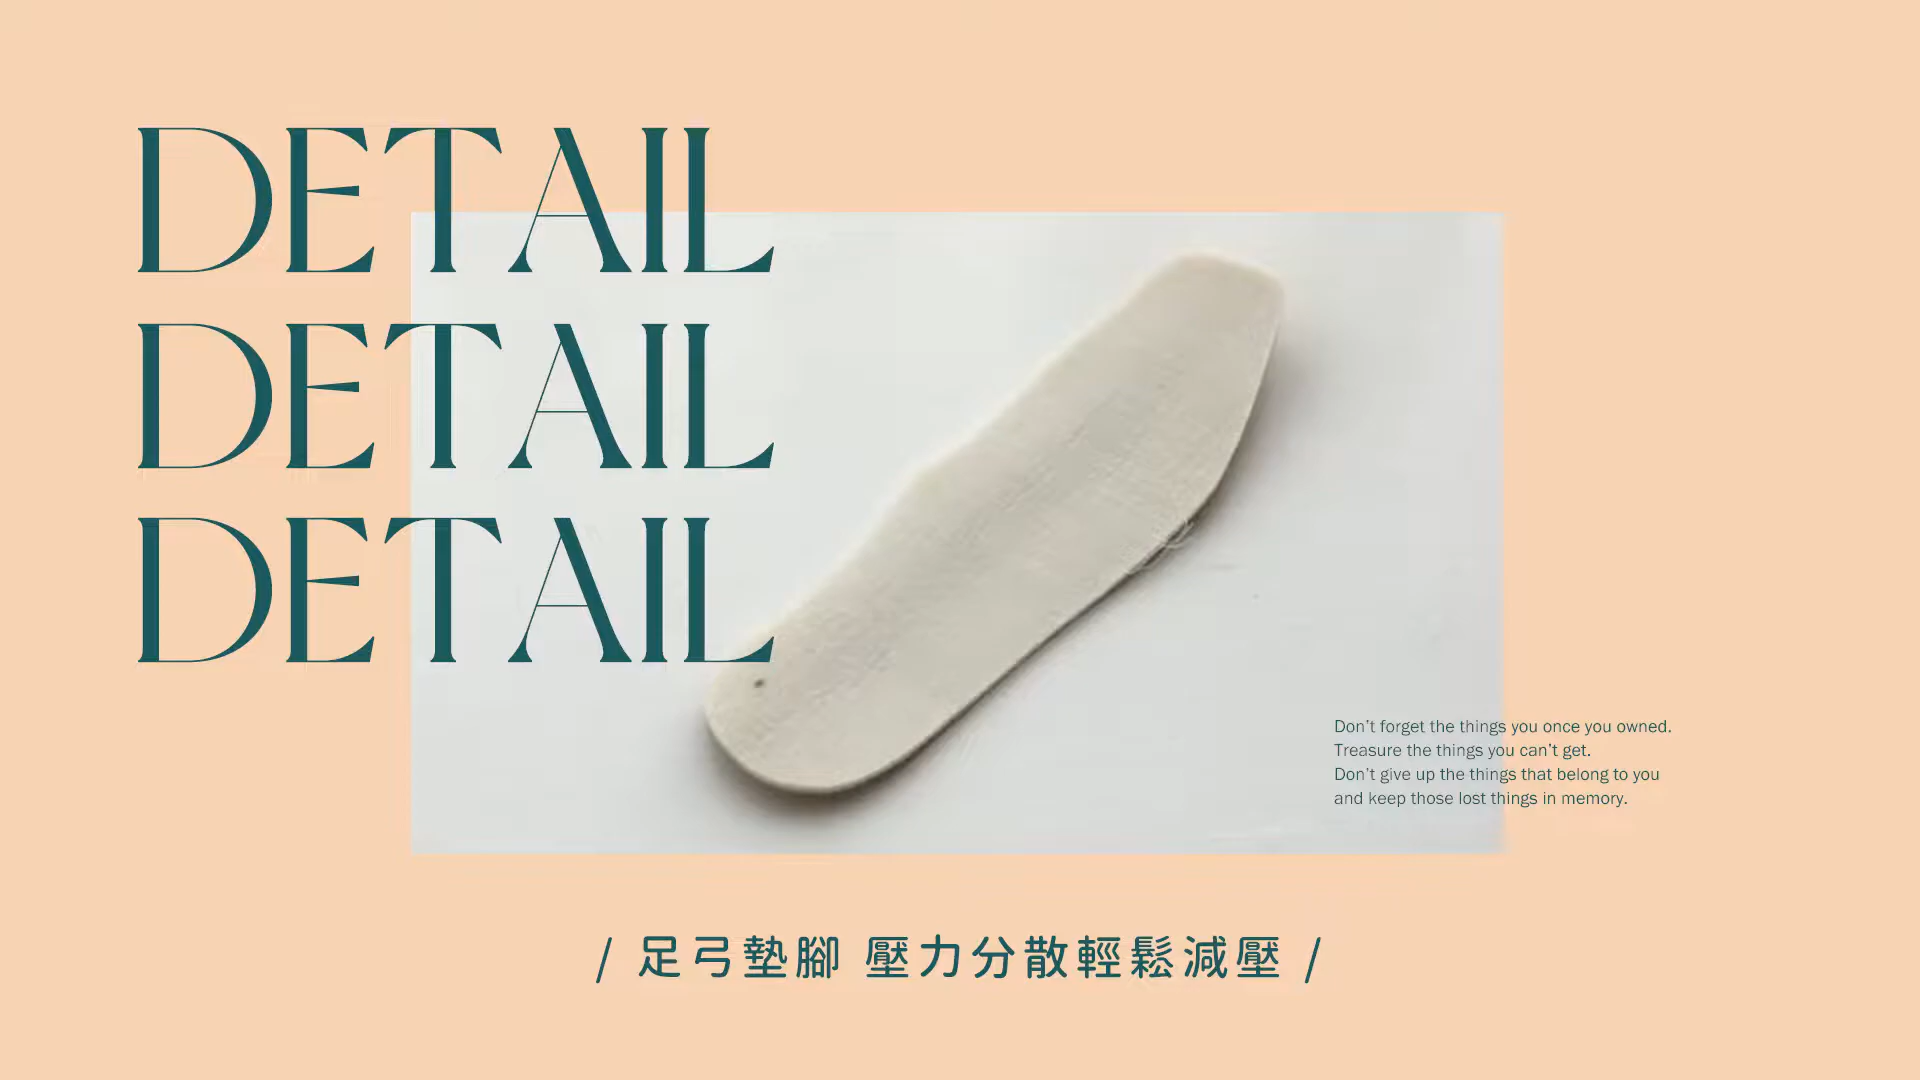 DETAIL
DETAIL
DETAIL
Don’t forget the things you once you owned.
Treasure the things you can’t get.
Don’t give up the things that belong to you
and keep those lost things in memory.
/ 足弓墊腳 壓力分散輕鬆減壓 /